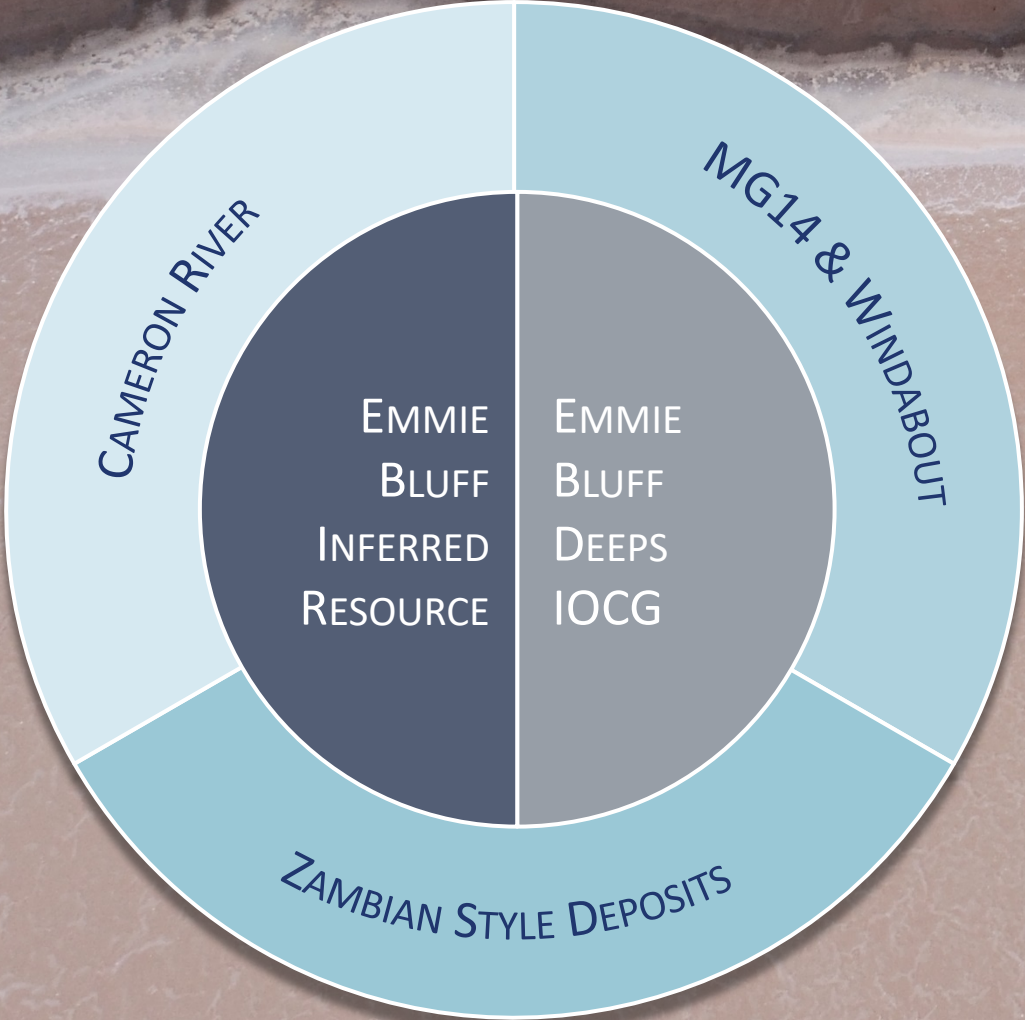 CAMERON RIVER
MG14 & WINDABOUT
EMMIE
BLUFF
INFERRED
RESOURCE
EMMIE
BLUFF
DEEPS
IOCG
ZAMBIAN STYLE DEPOSITS